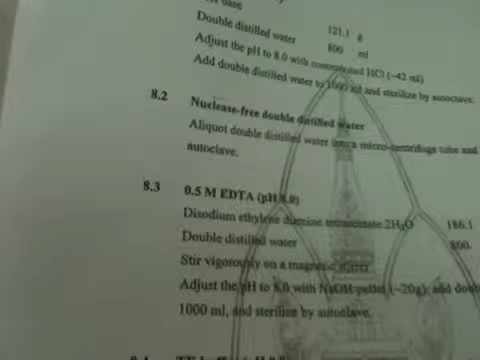 base
Double distilled water 121.1 g
Adjust the pH to 8.0 with concentrated HCl (~42 ml) 800 ml
Add double distilled water to 1000 ml and sterilize by autoclave.
8.2 Nuclease-free double distilled water
Aliquot double distilled water into a micro-centrifuge tube and
autoclave.
8.3 0.5 M EDTA (pH 8.0)
Disodium ethylene diamine tetraacetate.2H2O 186.1
Double distilled water 800.
Stir vigorously on a magnetic stirrer
Adjust the pH to 8.0 with NaOH pellet (~20g); add doub
1000 ml, and sterilize by autoclave.